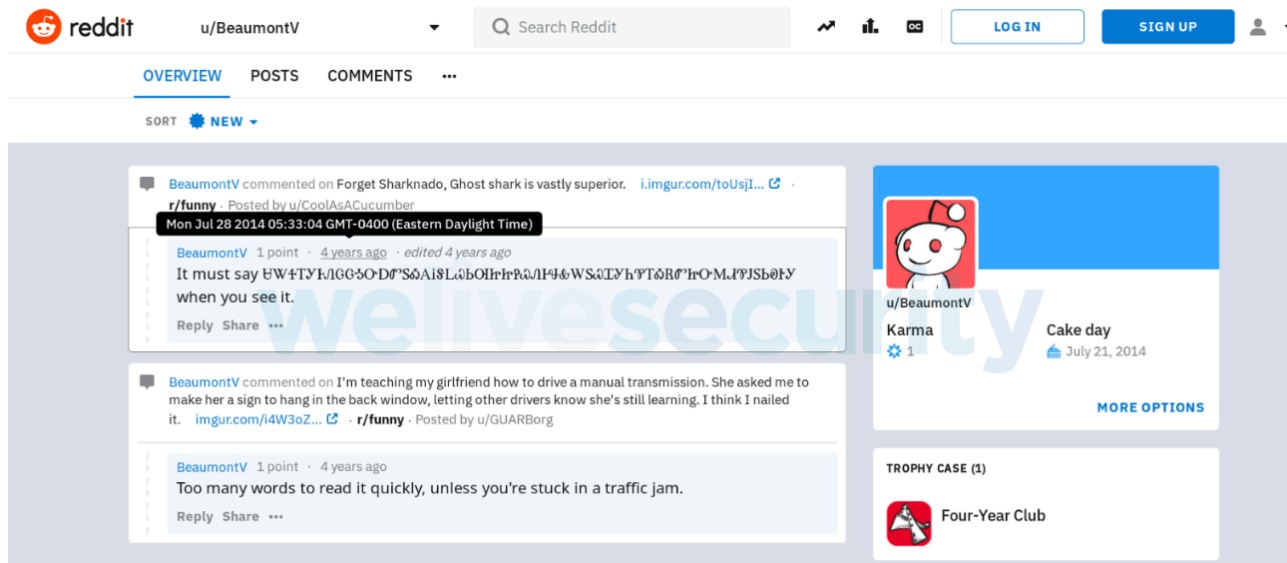 reddit u/BeaumontV Search Reddit LOG IN SIGN UP
OVERVIEW POSTS COMMENTS ...
SORT NEW
BeaumontV commented on Forget Sharknado, Ghost shark is vastly superior. i.imgur.com/toUsjI... ·
r/funny · Posted by u/CoolAsACucumber
Mon Jul 28 2014 05:33:04 GMT-0400 (Eastern Daylight Time)
BeaumontV 1 point · 4 years ago · edited 4 years ago
It must say
when you see it.
Reply Share ...
BeaumontV commented on I'm teaching my girlfriend how to drive a manual transmission. She asked me to
make her a sign to hang in the back window, letting other drivers know she's still learning. I think I nailed
it. imgur.com/i4W3oZ... · r/funny · Posted by u/GUARBorg
BeaumontV 1 point · 4 years ago
Too many words to read it quickly, unless you're stuck in a traffic jam.
Reply Share ...
u/BeaumontV
Karma Cake day
1 July 21, 2014
MORE OPTIONS
TROPHY CASE (1)
Four-Year Club
welivesecurity